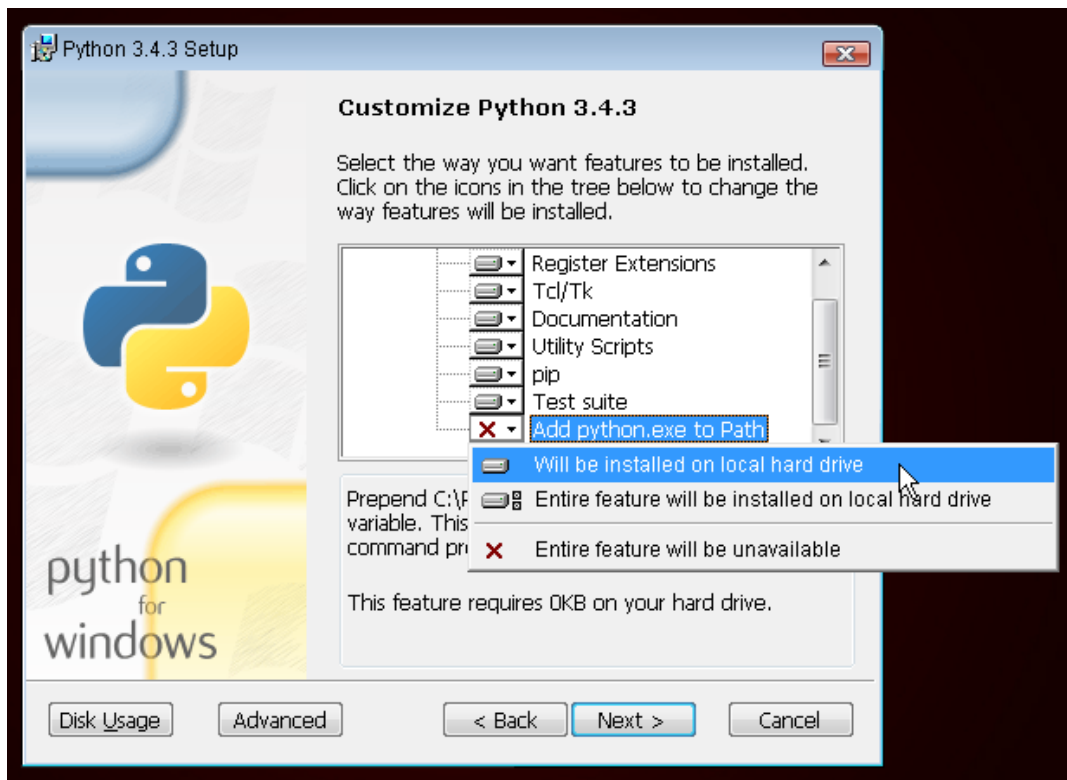 Python 3.4.3 Setup
Customize Python 3.4.3
Select the way you want features to be installed.
Click on the icons in the tree below to change the
way features will be installed.
Register Extensions
Tcl/Tk
Documentation
Utility Scripts
pip
Test suite
Add python.exe to Path
Will be installed on local hard drive
Entire feature will be installed on local hard drive
Entire feature will be unavailable
Prepend C:\
variable. This
command
This feature requires 0KB on your hard drive.
python
for
windows
Disk Usage
Advanced
< Back
Next >
Cancel